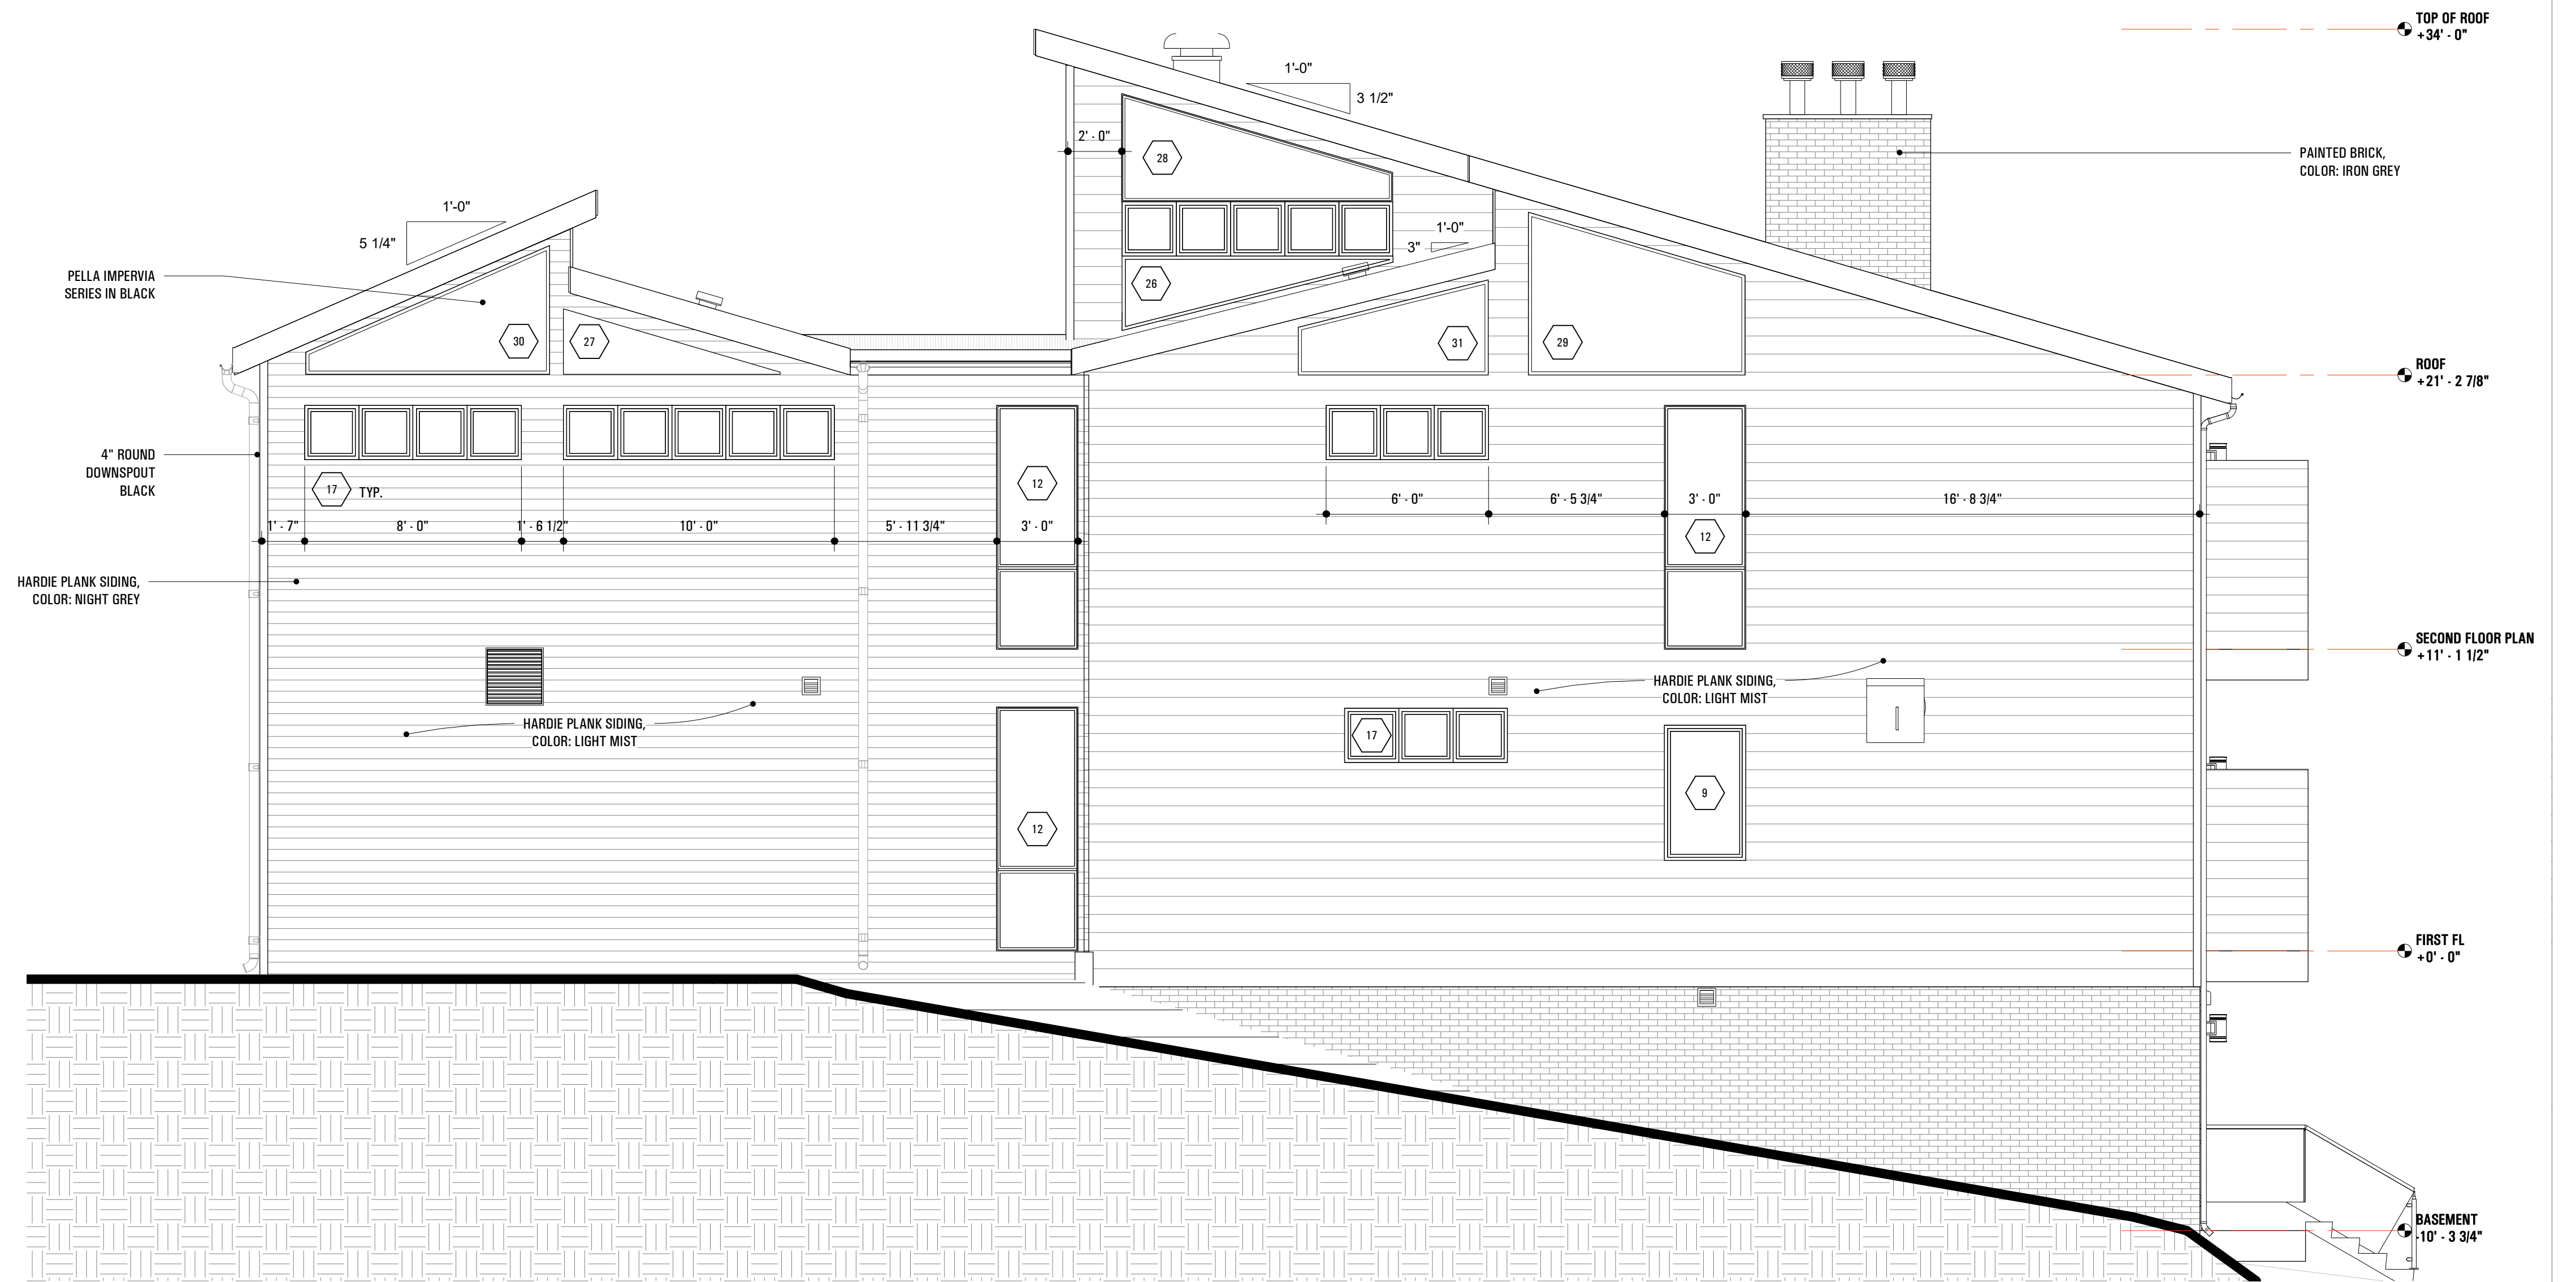 TOP OF ROOF
+34' - 0"
1'-0"
3 1/2"
2' - 0"
28
PAINTED BRICK,
COLOR: IRON GREY
1'-0"
5 1/4"
1'-0"
3"
PELLA IMPERVIA
SERIES IN BLACK
26
30
27
31
29
ROOF
+21' - 2 7/8"
4" ROUND
DOWNSPOUT
BLACK
17 TYP.
12
6' - 0" 6' - 5 3/4" 3' - 0" 16' - 8 3/4"
1' - 7" 8' - 0" 1' - 6 1/2" 10' - 0" 5' - 11 3/4" 3' - 0"
12
HARDIE PLANK SIDING,
COLOR: NIGHT GREY
SECOND FLOOR PLAN
+11' - 1 1/2"
HARDIE PLANK SIDING,
COLOR: LIGHT MIST
HARDIE PLANK SIDING,
COLOR: LIGHT MIST
17
9
12
FIRST FL
+0' - 0"
BASEMENT
-10' - 3 3/4"